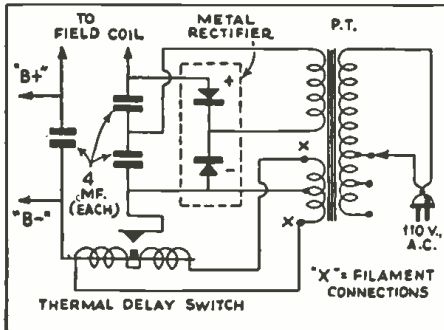 TO
FIELD COIL
METAL
RECTIFIER
P.T.
"B+"
+
X
4
MF.
(EACH)
-
"B-"
X
110 V.,
A.C.
"X" = FILAMENT
CONNECTIONS
THERMAL DELAY SWITCH